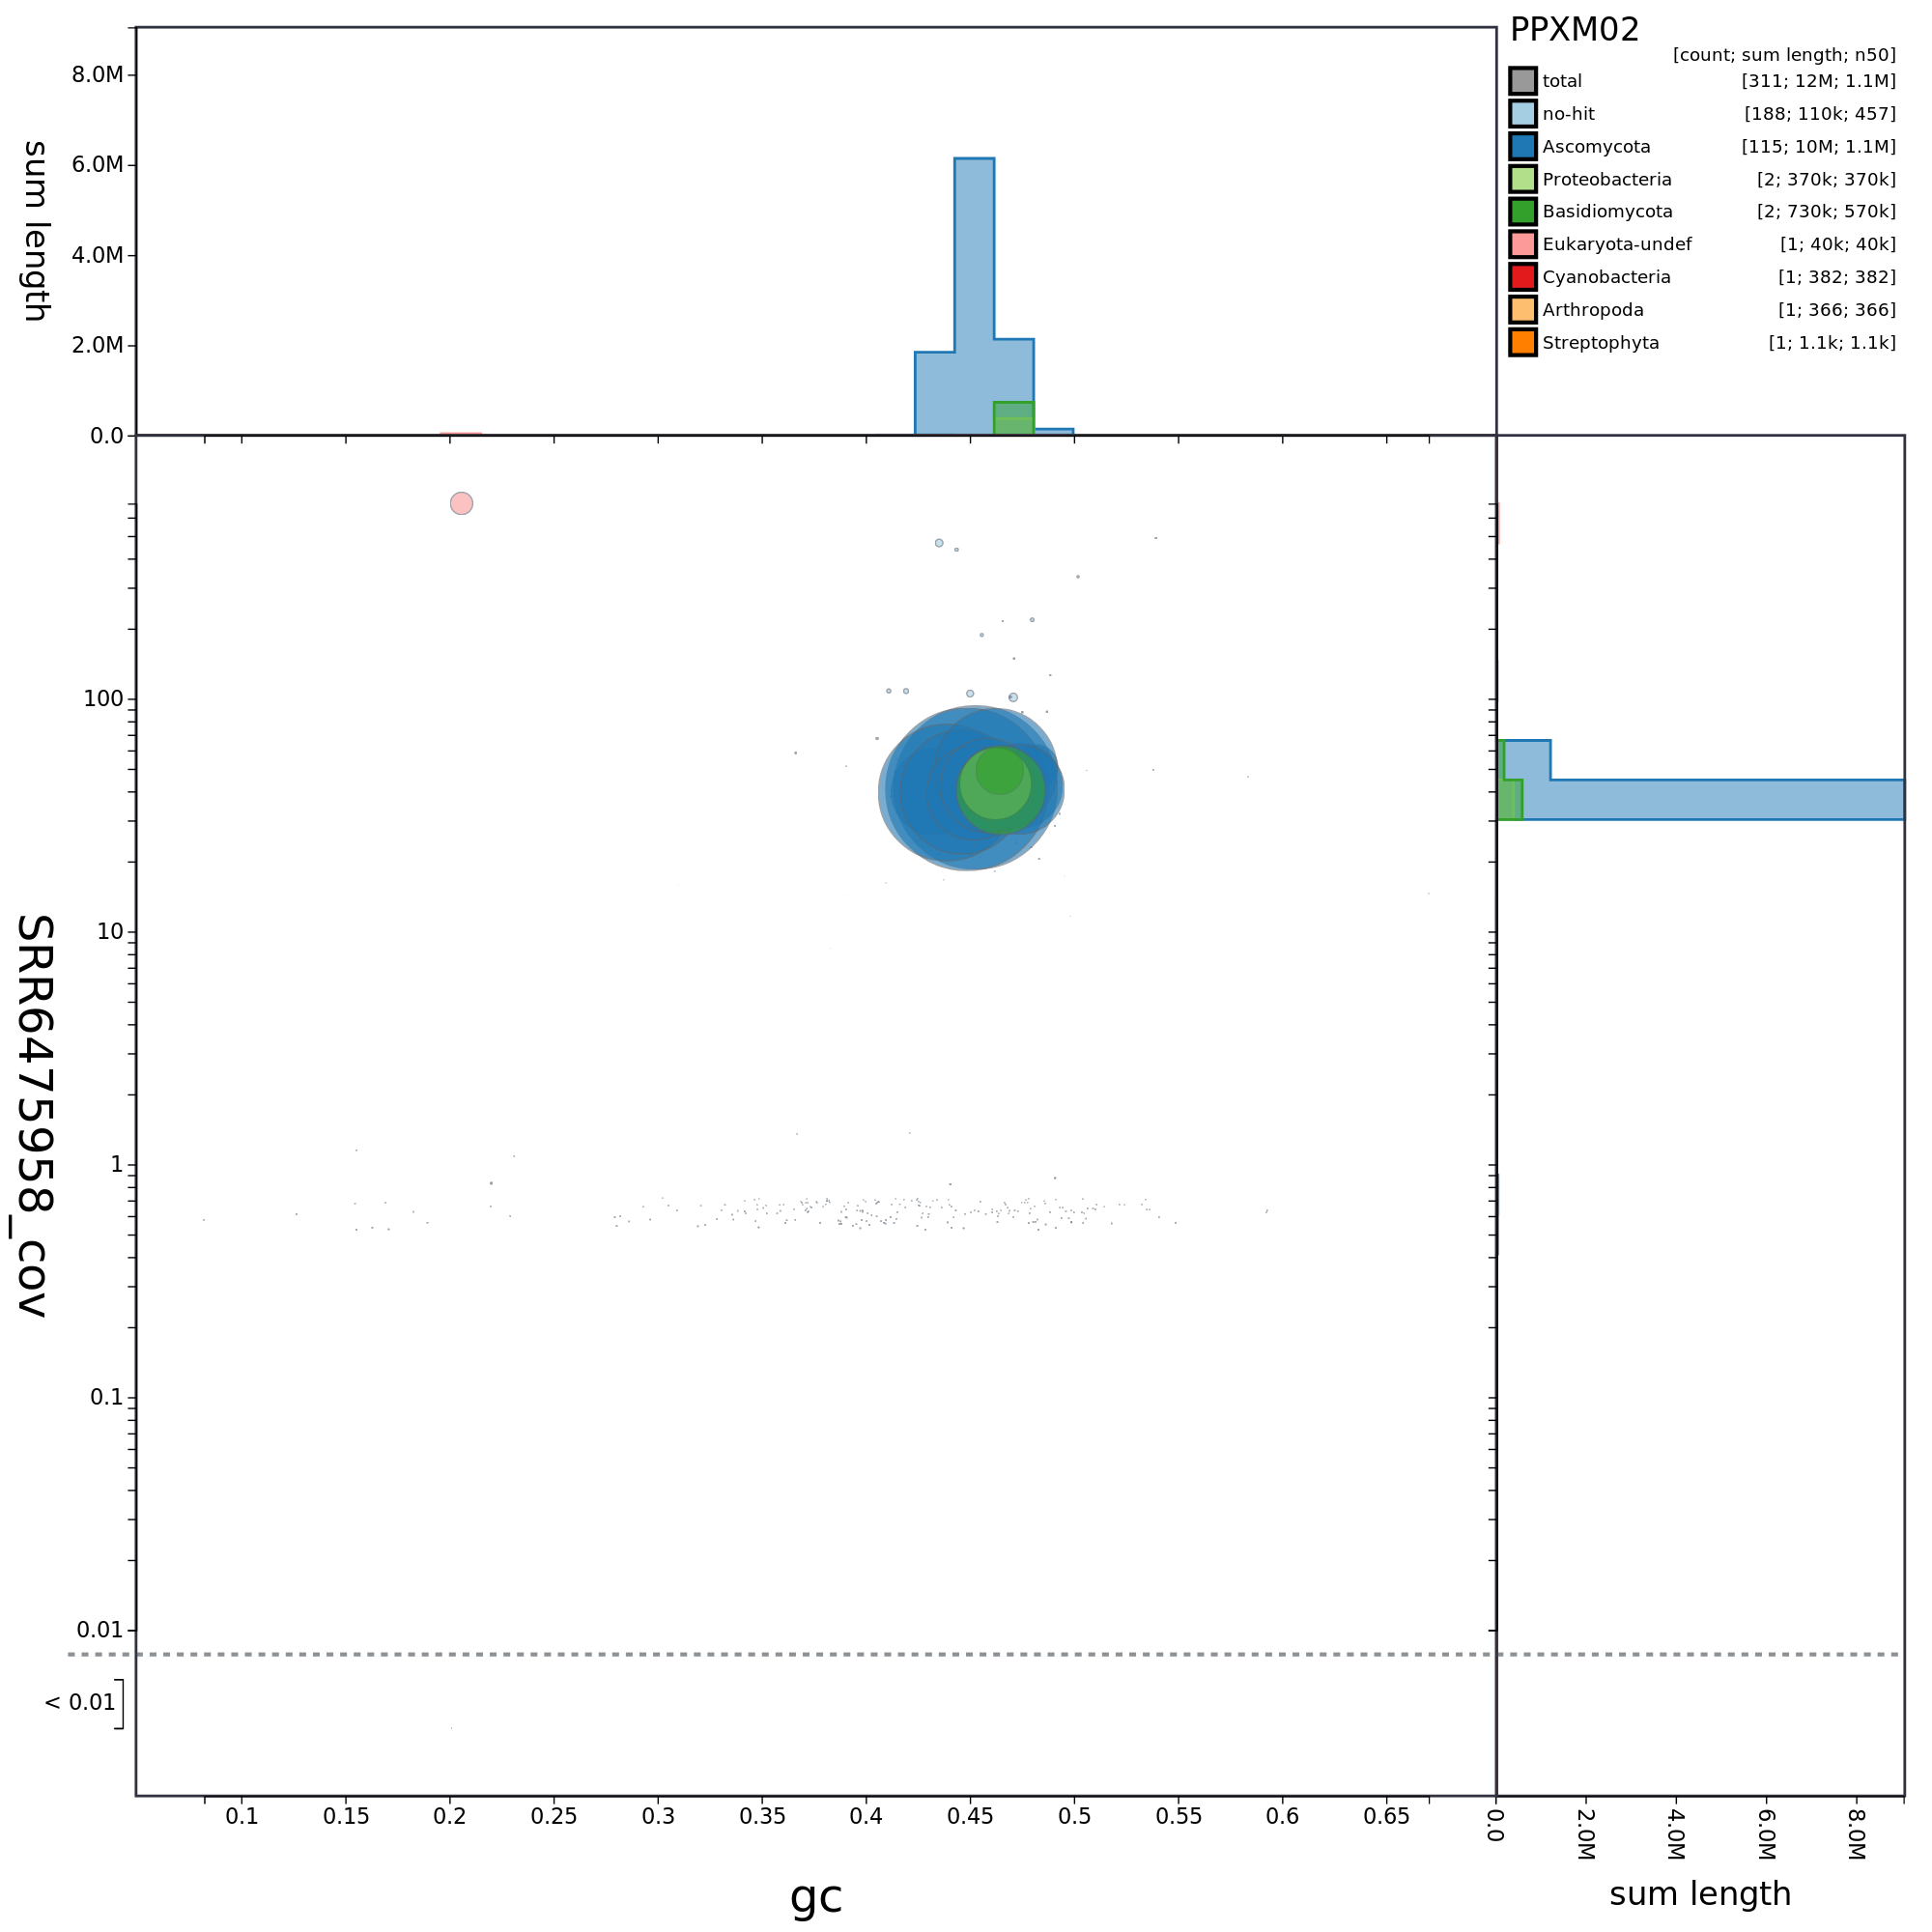 PPXM02
[count; sum length; n50]
total [311; 12M; 1.1M]
no-hit [188; 110k; 457]
Ascomycota [115; 10M; 1.1M]
Proteobacteria [2; 370k; 370k]
Basidiomycota [2; 730k; 570k]
Eukaryota-undef [1; 40k; 40k]
Cyanobacteria [1; 382; 382]
Arthropoda [1; 366; 366]
Streptophyta [1; 1.1k; 1.1k]
sum length
8.0M
6.0M
4.0M
2.0M
0.0
SRR6475958_cov
100
10
1
0.1
0.01
< 0.01
0.1 0.15 0.2 0.25 0.3 0.35 0.4 0.45 0.5 0.55 0.6 0.65
gc
0.0 2.0M 4.0M 6.0M 8.0M
sum length